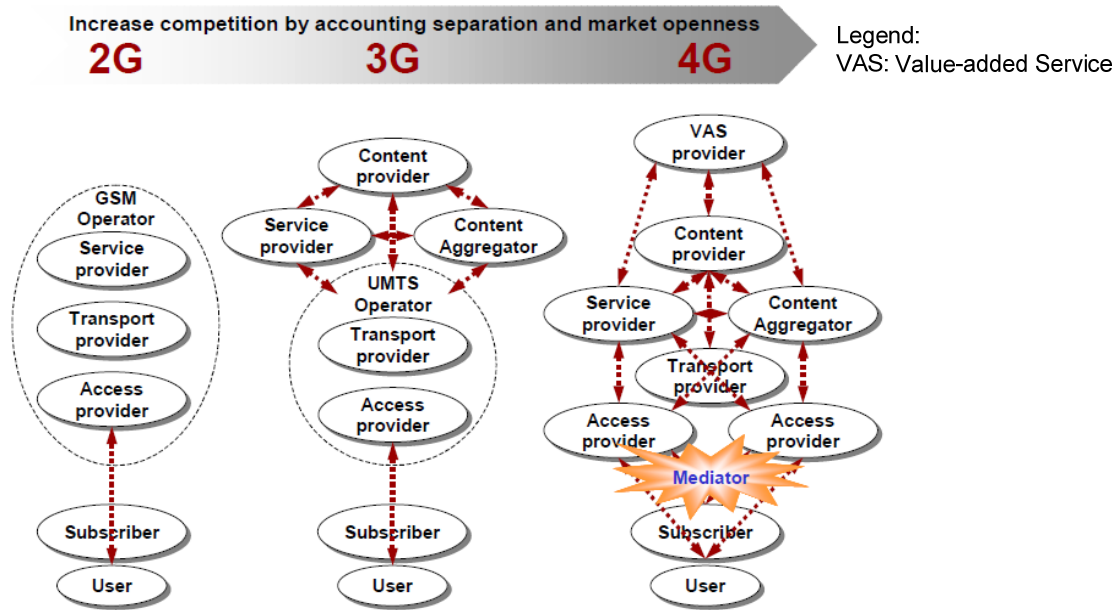 Increase competition by accounting separation and market openness
2G
3G
4G
Legend:
VAS: Value-added Service
GSM
Operator
Service
provider
Transport
provider
Access
provider
Subscriber
User
Content
provider
Service
provider
Content
Aggregator
UMTS
Operator
Transport
provider
Access
provider
Subscriber
User
VAS
provider
Content
provider
Service
provider
Content
Aggregator
Transport
provider
Access
provider
Access
provider
Mediator
Subscriber
User